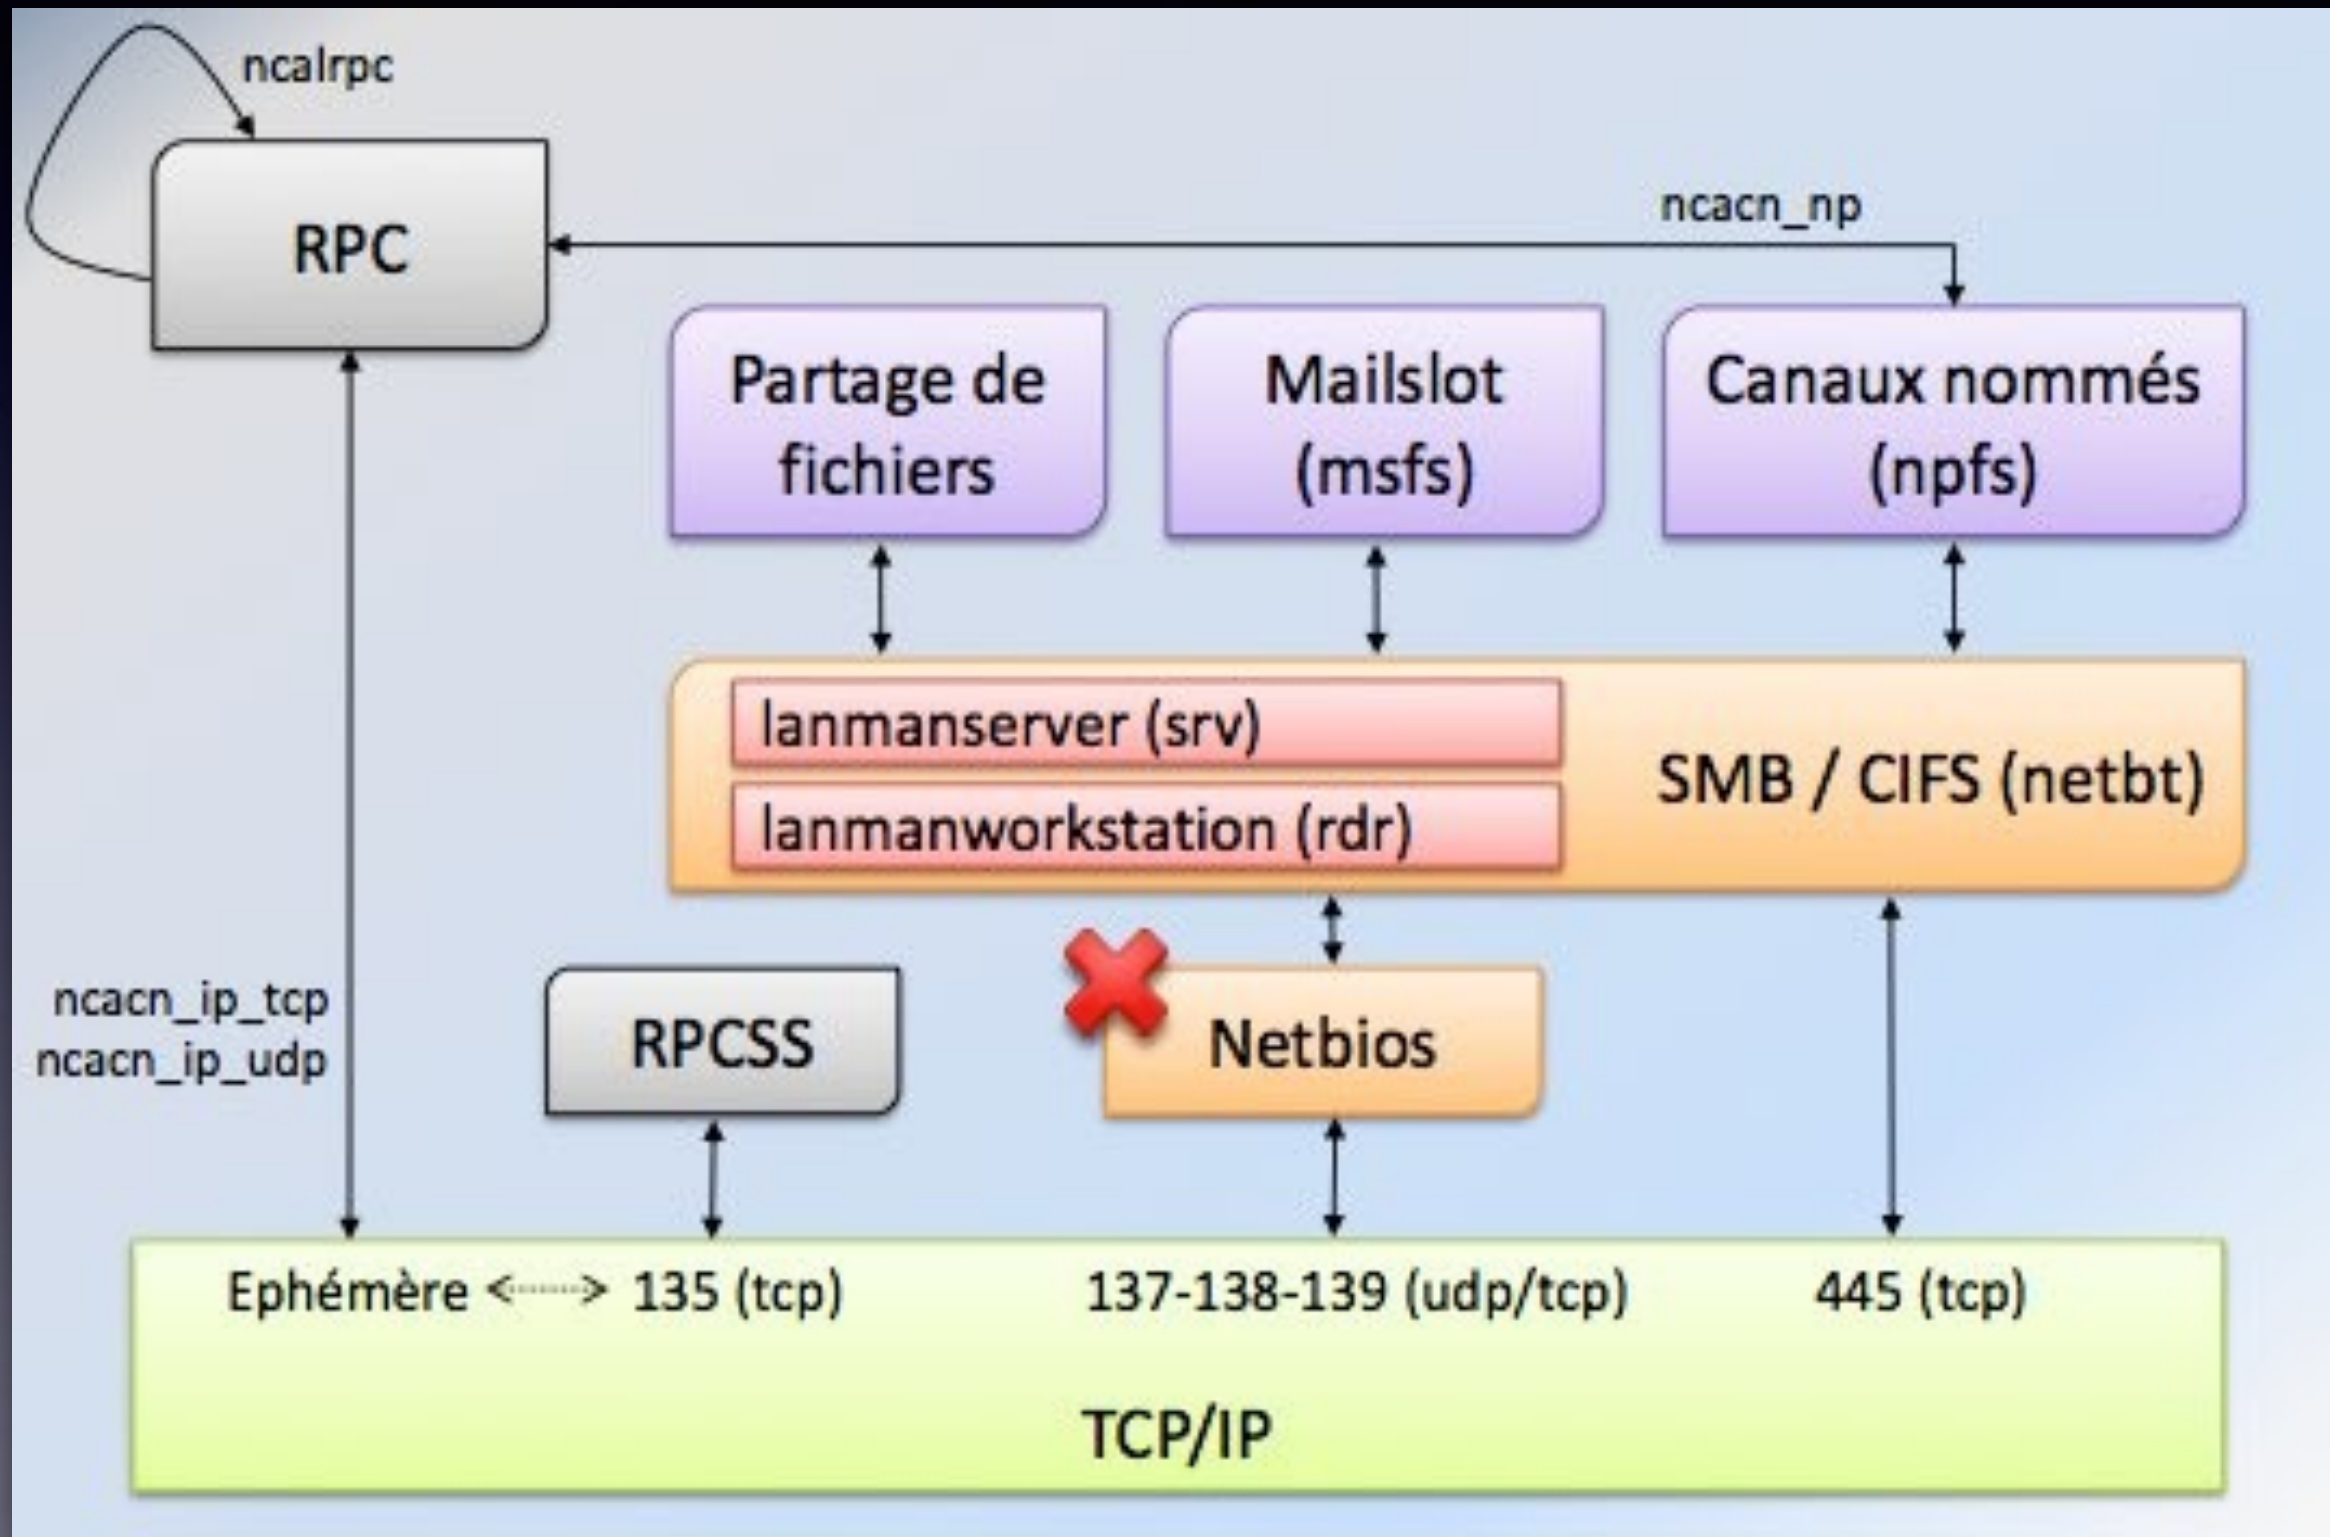 ncalrpc
RPC
ncacn_np
Partage de
fichiers
Mailslot
(msfs)
Canaux nommés
(npfs)
lanmanserver (srv)
lanmanworkstation (rdr)
SMB / CIFS (netbt)
ncacn_ip_tcp
ncacn_ip_udp
RPCSS
Netbios
Ephémère <······> 135 (tcp)
137-138-139 (udp/tcp)
445 (tcp)
TCP/IP